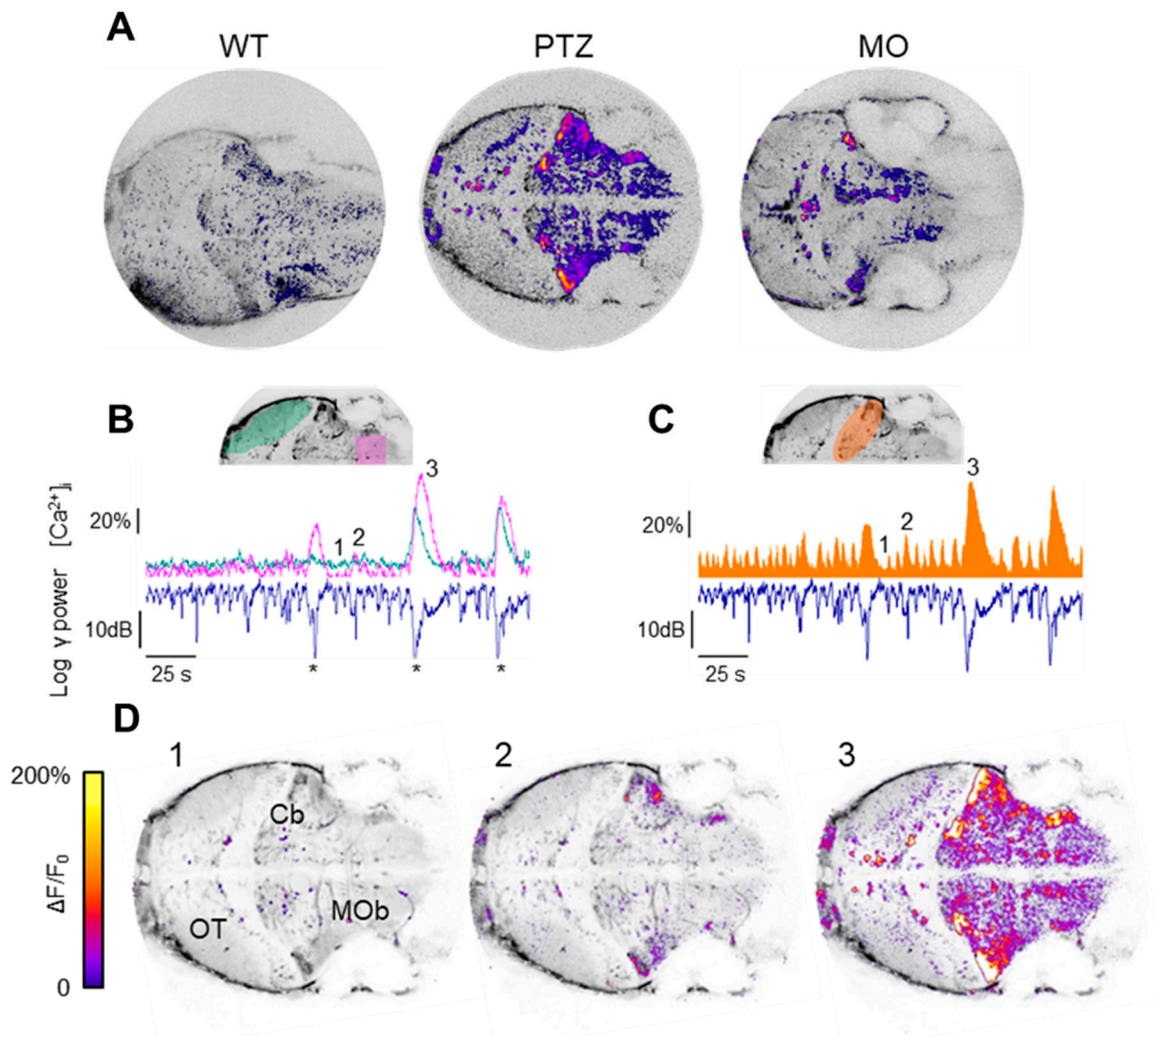 A
WT
PTZ
MO
B
C
3
1
2
20%
[Ca²⁺]ᵢ
Log γ power
10dB
25 s
*
*
*
3
2
1
20%
10dB
25 s
D
1
2
3
200%
ΔF/F₀
0
Cb
OT
MOb